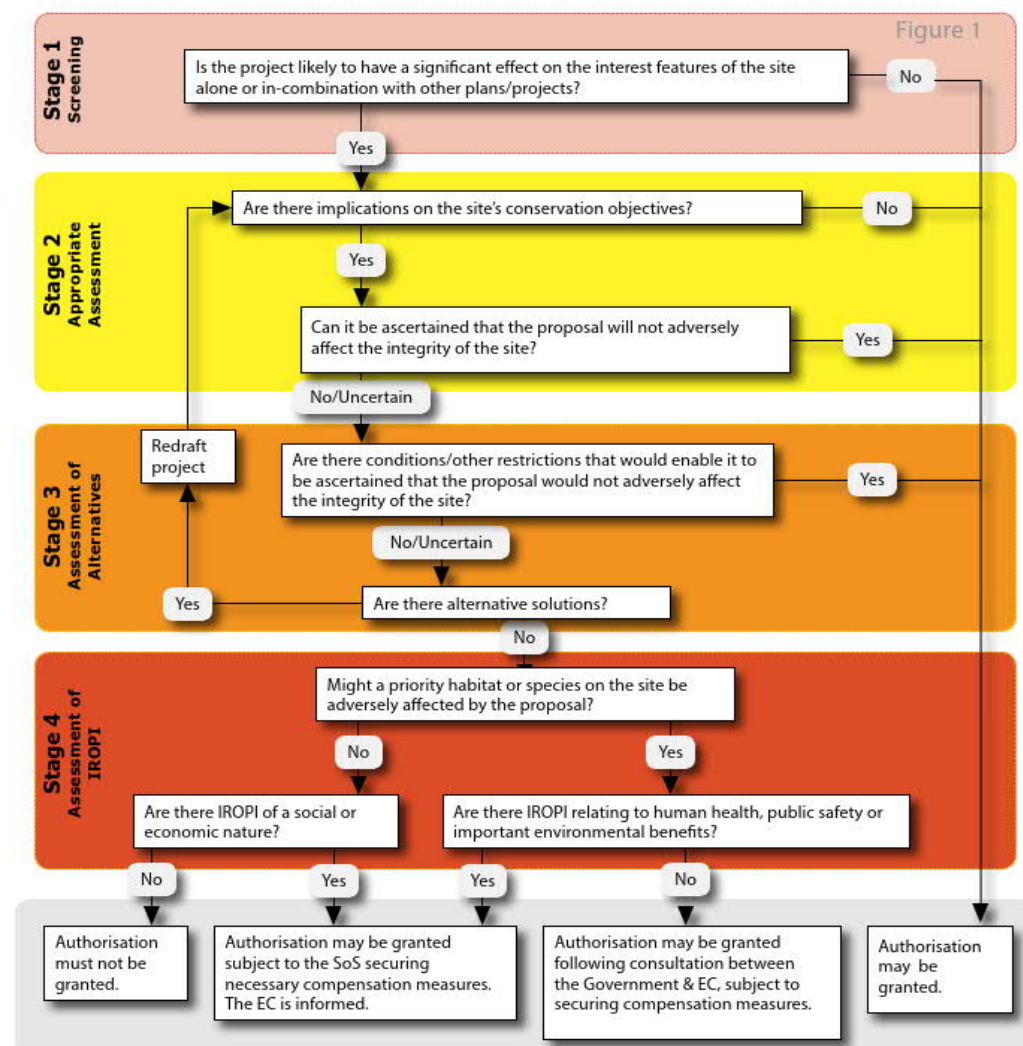 Figure 1
Stage 1
Screening
Is the project likely to have a significant effect on the interest features of the site
alone or in-combination with other plans/projects?
No
Yes
Stage 2
Appropriate
Assessment
Are there implications on the site's conservation objectives?
No
Yes
Can it be ascertained that the proposal will not adversely
affect the integrity of the site?
Yes
No/Uncertain
Stage 3
Assessment of
Alternatives
Redraft
project
Are there conditions/other restrictions that would enable it to
be ascertained that the proposal would not adversely affect
the integrity of the site?
Yes
No/Uncertain
Yes
Are there alternative solutions?
No
Stage 4
Assessment of
IROPI
Might a priority habitat or species on the site be
adversely affected by the proposal?
No
Yes
Are there IROPI of a social or
economic nature?
Are there IROPI relating to human health, public safety or
important environmental benefits?
No
Yes
Yes
No
Authorisation
must not be
granted.
Authorisation may be granted
subject to the SoS securing
necessary compensation measures.
The EC is informed.
Authorisation may be granted
following consultation between
the Government & EC, subject to
securing compensation measures.
Authorisation
may be
granted.